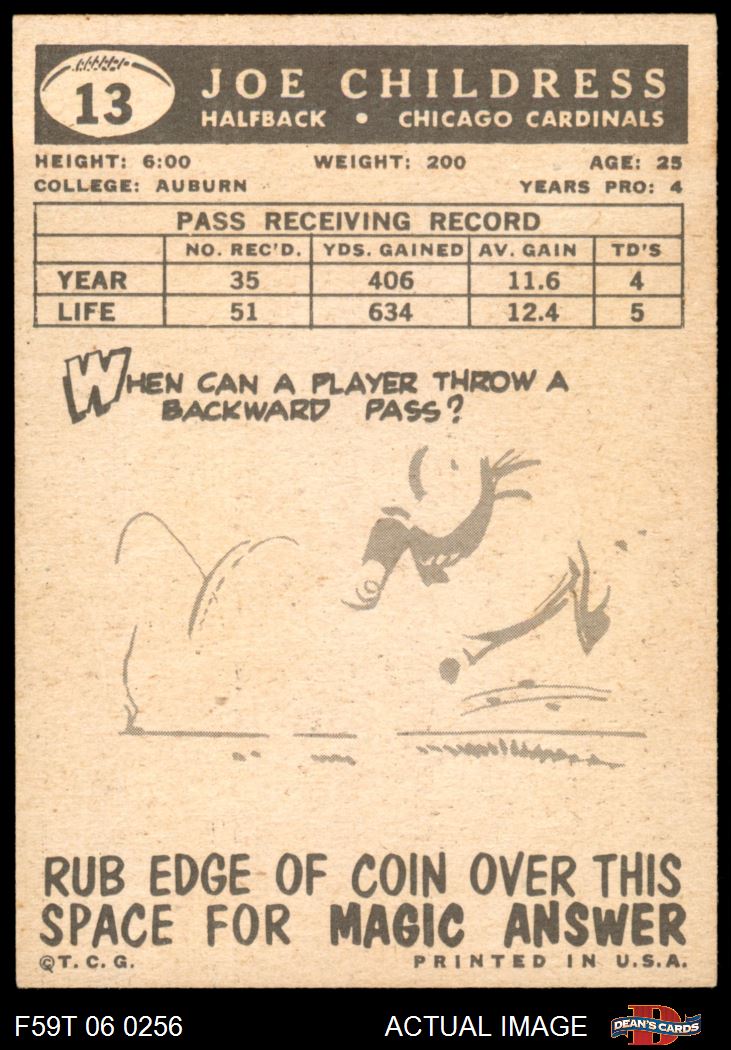 13
JOE CHILDRESS
HALFBACK • CHICAGO CARDINALS
HEIGHT: 6:00 WEIGHT: 200 AGE: 25
COLLEGE: AUBURN YEARS PRO: 4
PASS RECEIVING RECORD
NO. REC'D. YDS. GAINED AV. GAIN TD'S
YEAR 35 406 11.6 4
LIFE 51 634 12.4 5
WHEN CAN A PLAYER THROW A
BACKWARD PASS?
RUB EDGE OF COIN OVER THIS
SPACE FOR MAGIC ANSWER
©T. C. G. PRINTED IN U.S.A.
F59T 06 0256 ACTUAL IMAGE D DEAN'S CARDS